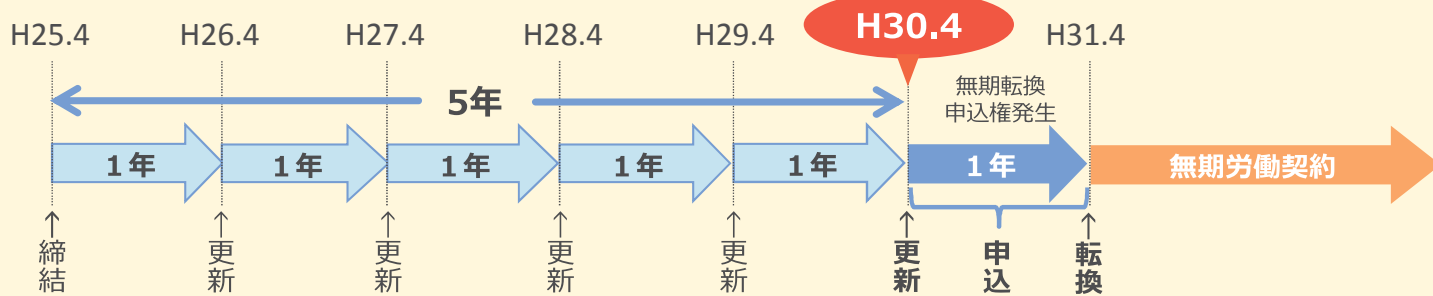 H25.4 H26.4 H27.4 H28.4 H29.4 H30.4 H31.4
5年
無期転換
申込権発生
1年 1年 1年 1年 1年 1年 無期労働契約
↑締結 ↑更新 ↑更新 ↑更新 ↑更新 ↑更新 申込 ↑転換